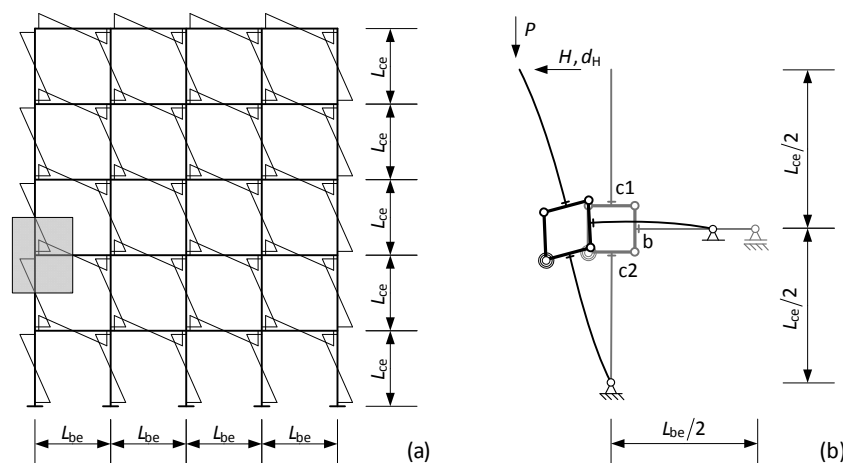 L_ce
L_ce
L_ce
L_ce
L_ce
L_be L_be L_be L_be
(a)
P
H, d_H
c1
b
c2
L_ce/2
L_ce/2
L_be/2
(b)